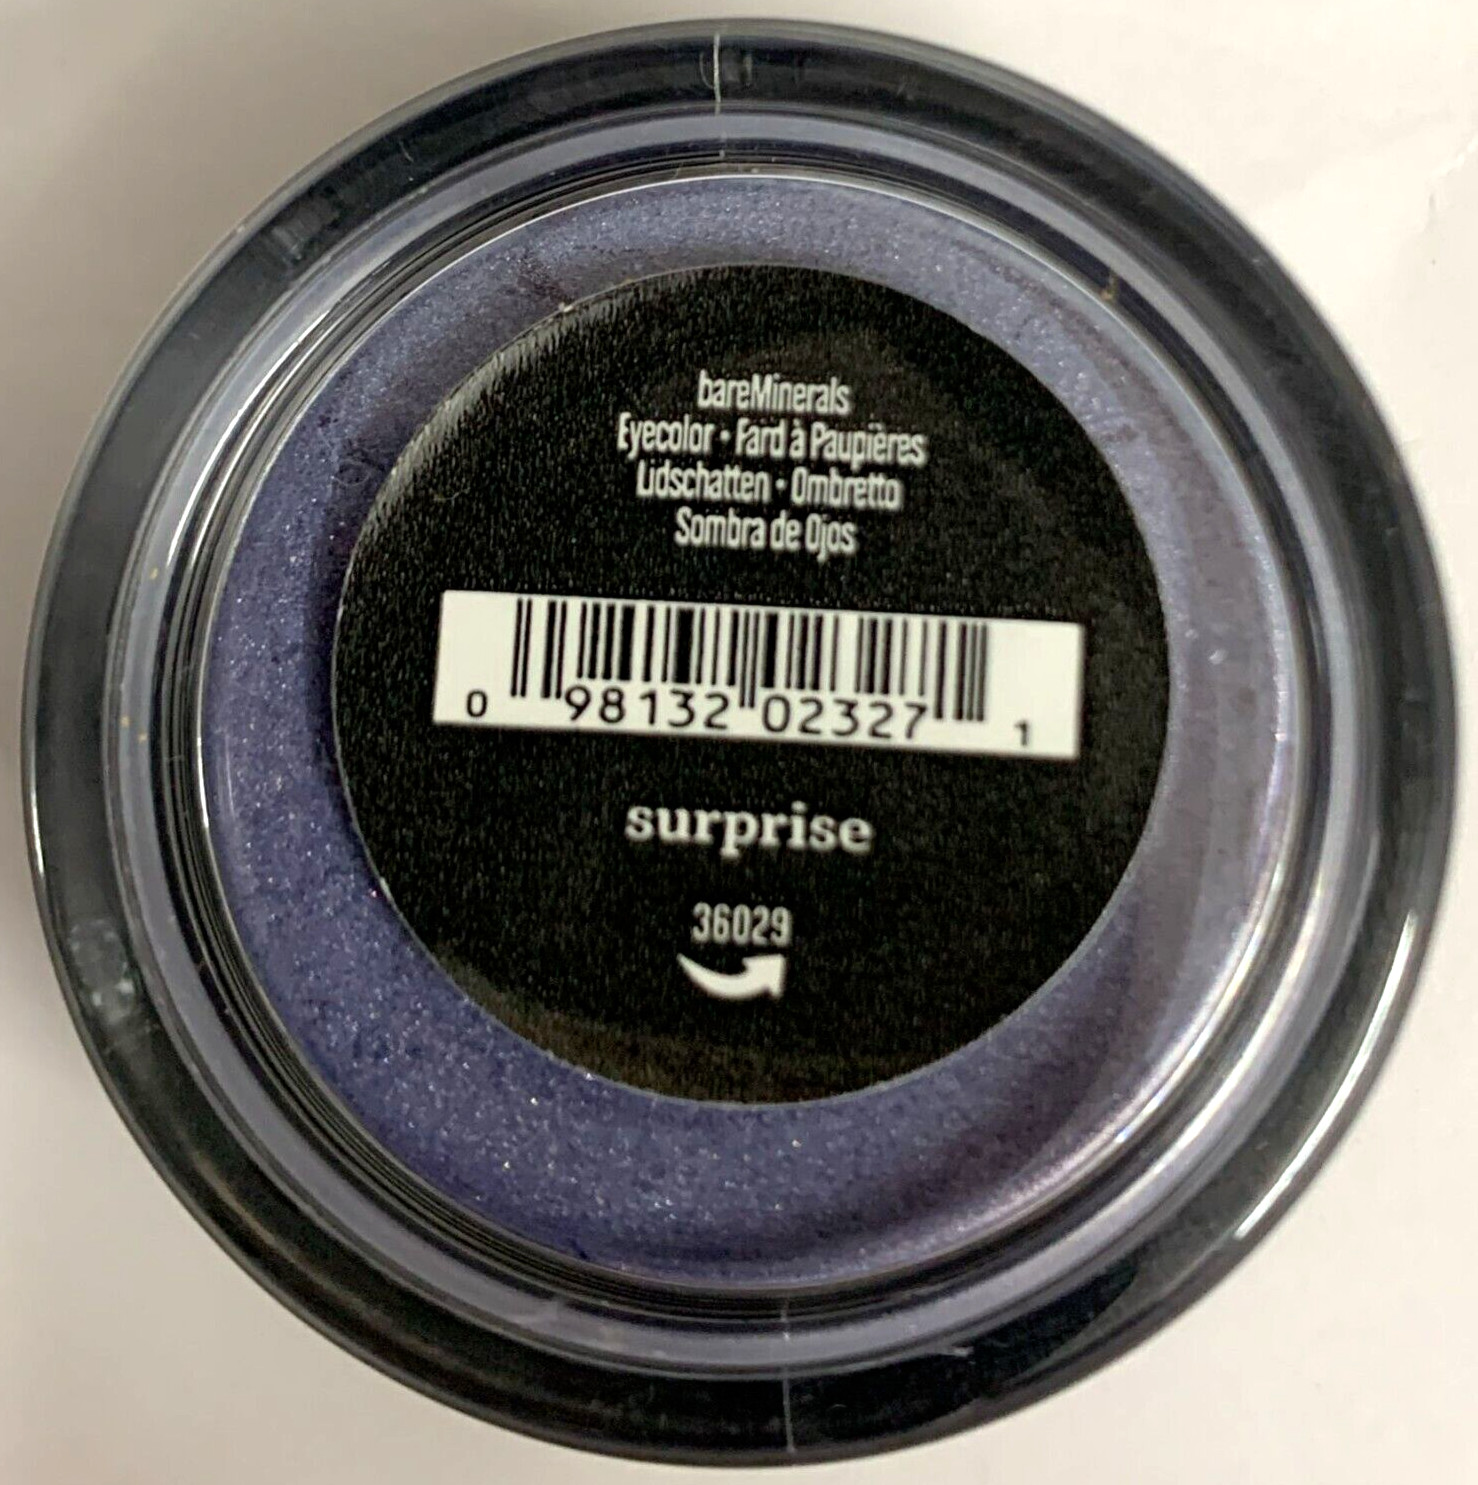 bareMinerals
Eyecolor • Fard à Paupières
Lidschatten • Ombretto
Sombra de Ojos
0 98132 02327 1
surprise
36029